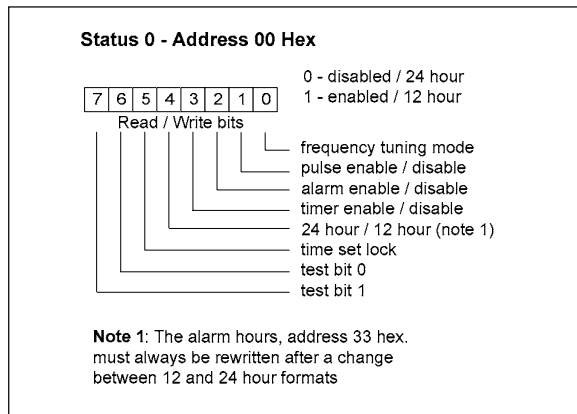 Status 0 - Address 00 Hex
0 - disabled / 24 hour
1 - enabled / 12 hour
7 6 5 4 3 2 1 0
Read / Write bits
frequency tuning mode
pulse enable / disable
alarm enable / disable
timer enable / disable
24 hour / 12 hour (note 1)
time set lock
test bit 0
test bit 1
Note 1: The alarm hours, address 33 hex.
must always be rewritten after a change
between 12 and 24 hour formats